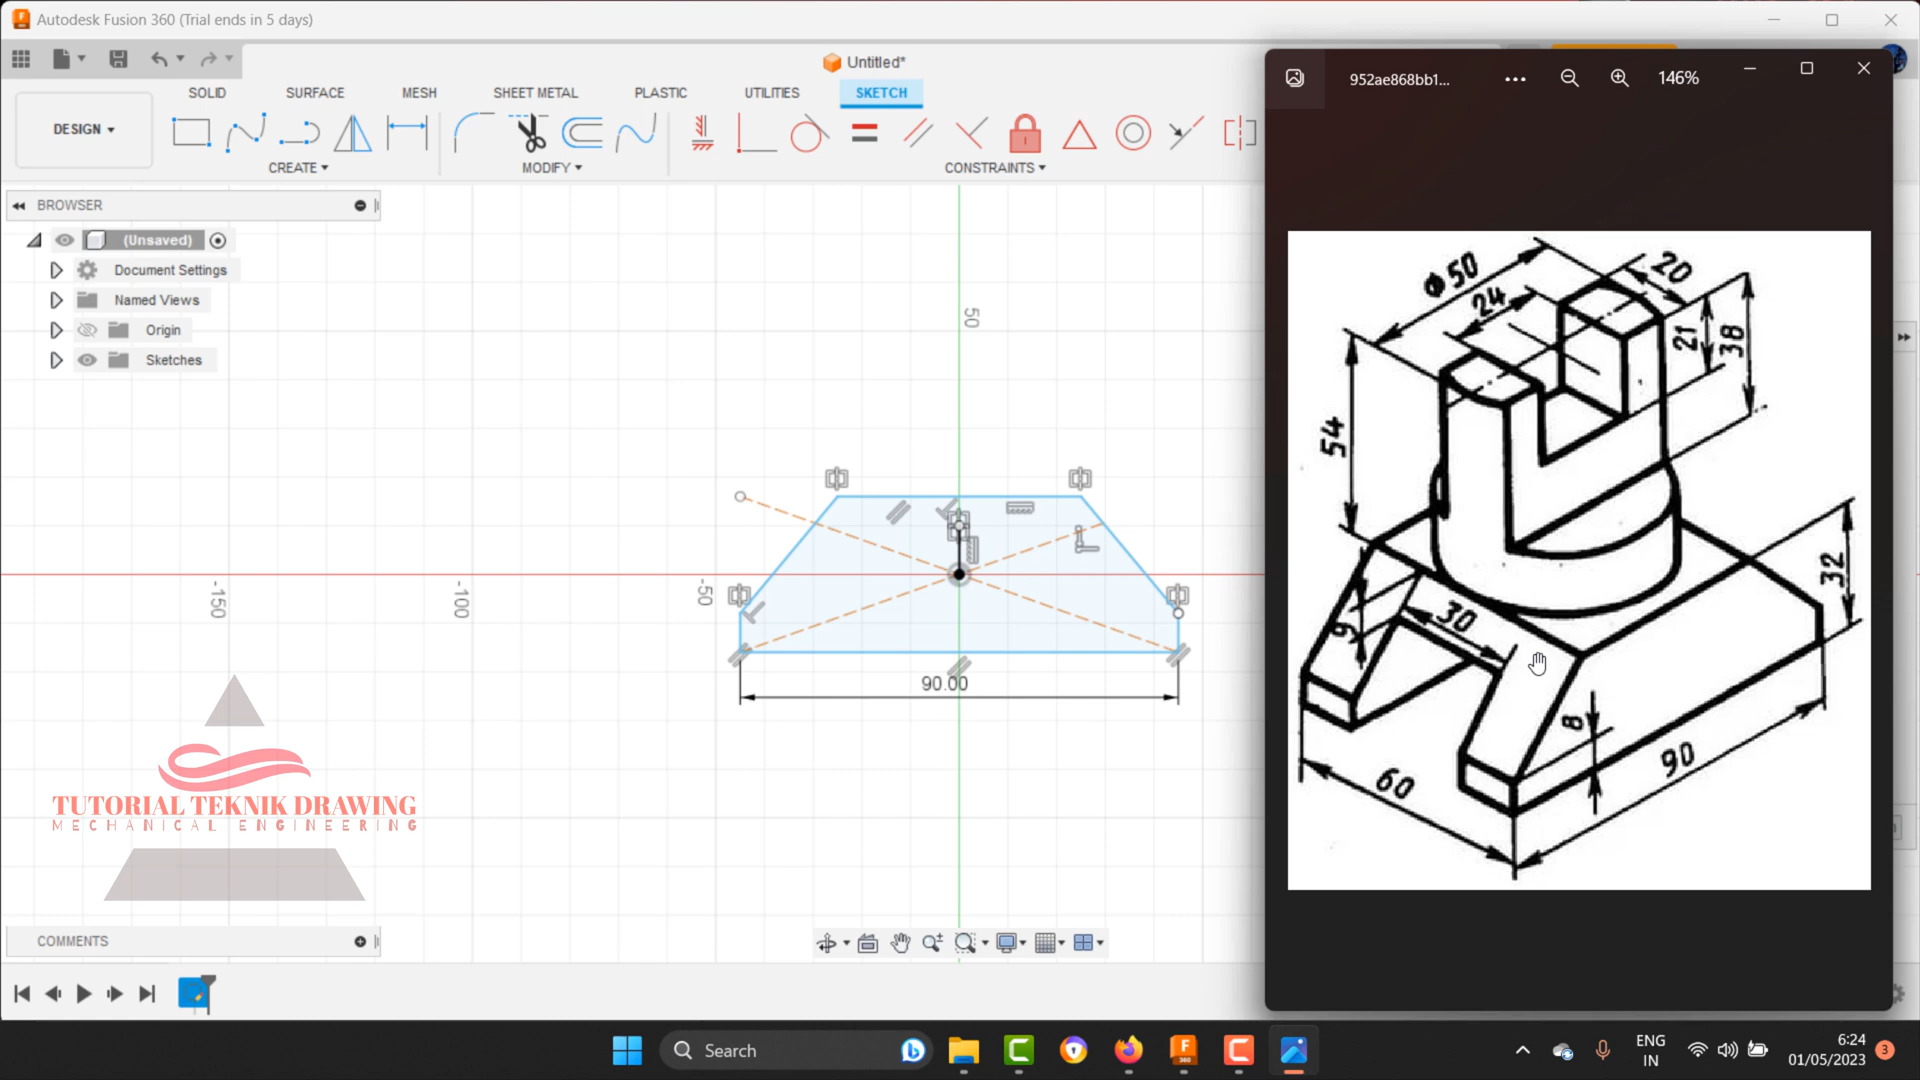 Autodesk Fusion 360 (Trial ends in 5 days)
Untitled*
SOLID SURFACE MESH SHEET METAL PLASTIC UTILITIES SKETCH
DESIGN
CREATE MODIFY CONSTRAINTS
BROWSER
(Unsaved)
Document Settings
Named Views
Origin
Sketches
50
-150 -100 -50
90.00
TUTORIAL TEKNIK DRAWING
MECHANICAL ENGINEERING
COMMENTS
952ae868bb1... 146%
Φ50
20
24
21
38
54
32
30
9
8
90
60
Search
ENG
IN
6:24
01/05/2023
3